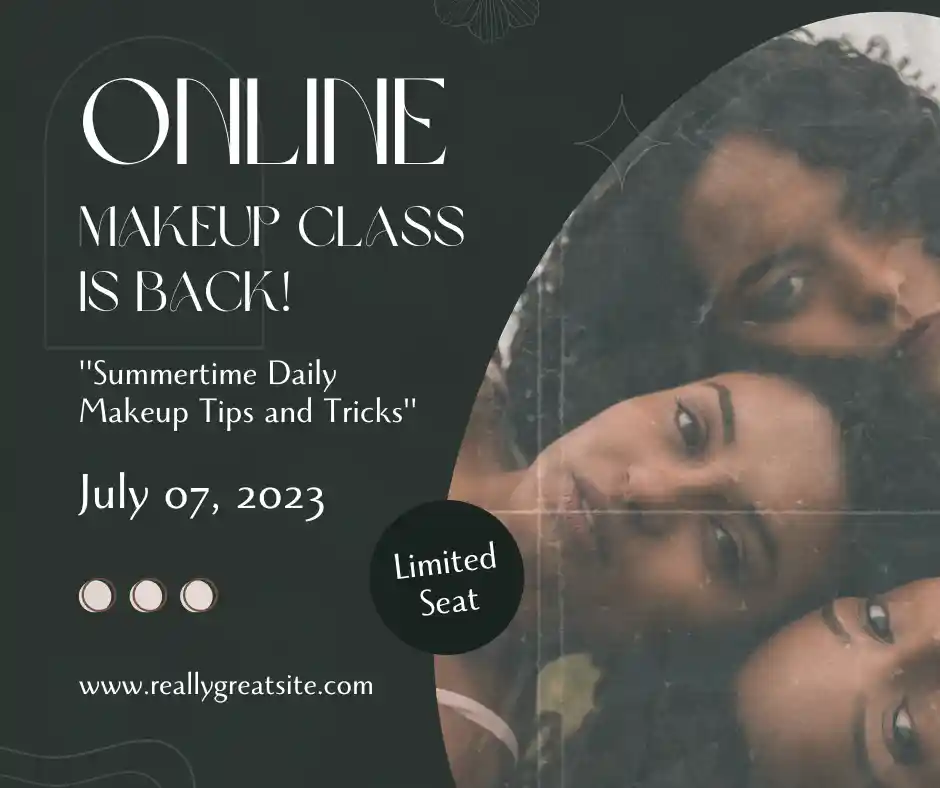 ONLINE
MAKEUP CLASS
IS BACK!
"Summertime Daily
Makeup Tips and Tricks"
July 07, 2023
Limited
Seat
www.reallygreatsite.com